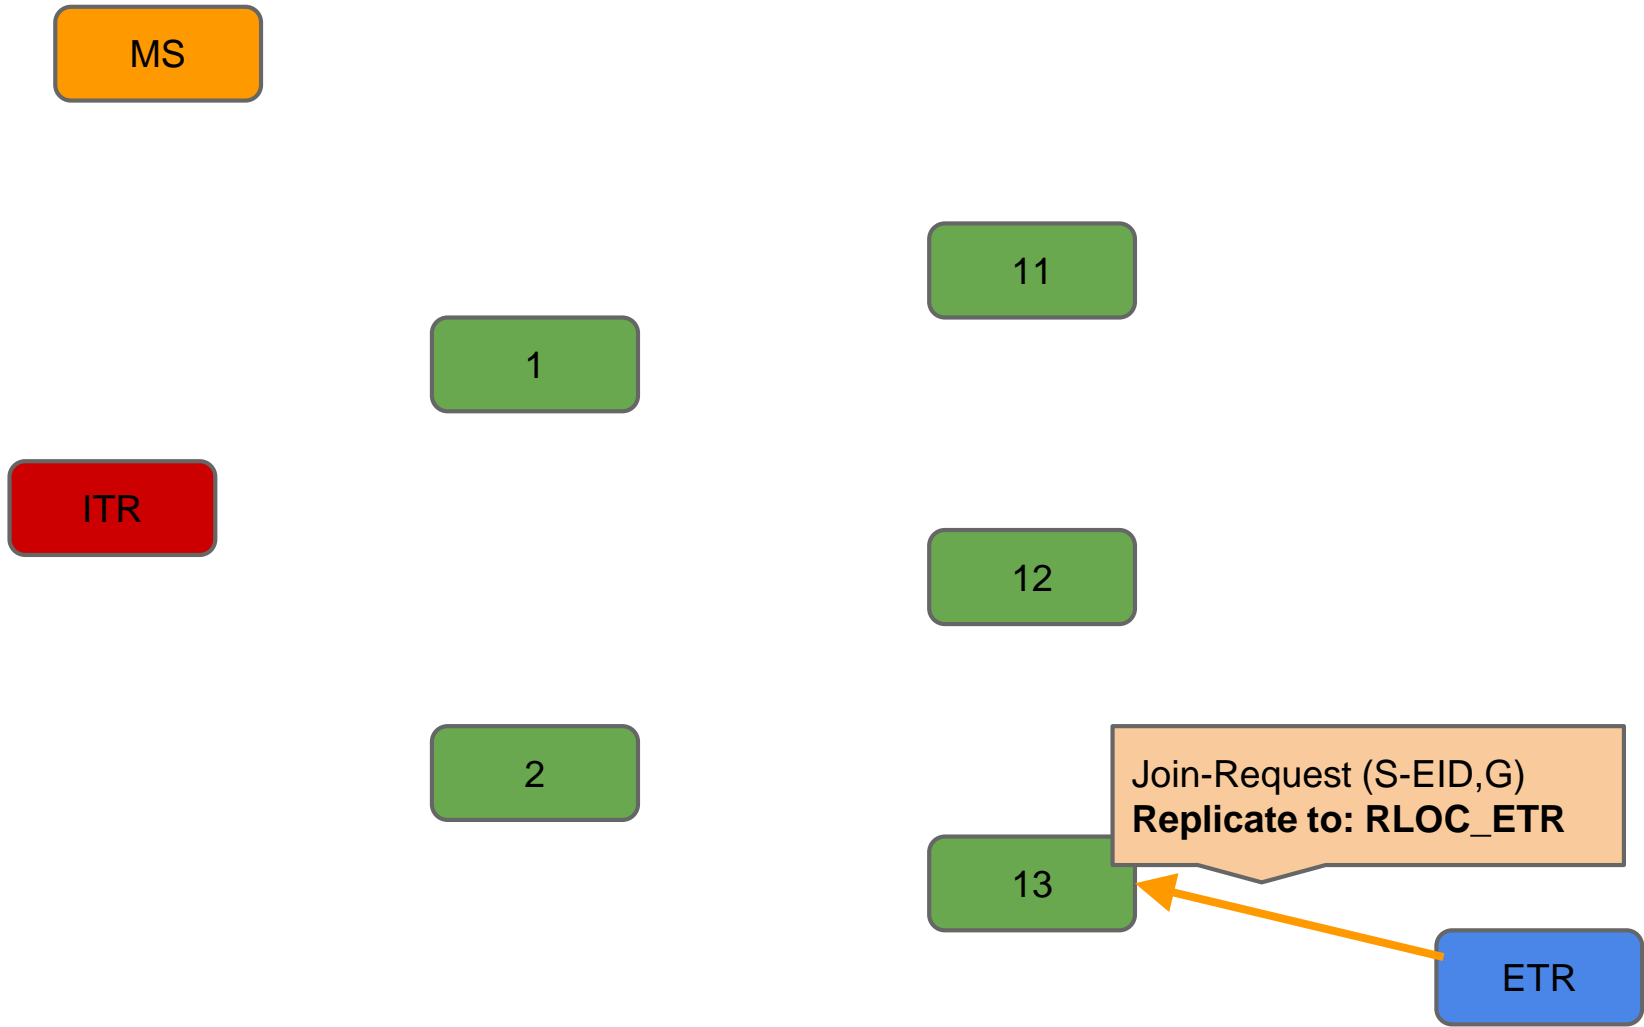 MS
11
1
ITR
12
2
Join-Request (S-EID,G)
Replicate to: RLOC_ETR
13
ETR